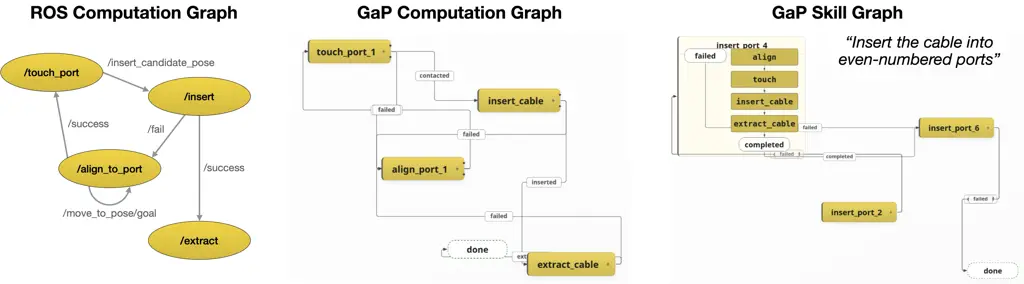 ROS Computation Graph
/touch_port
/insert_candidate_pose
/insert
/success
/fail
/align_to_port
/success
/move_to_pose/goal
/extract
GaP Computation Graph
touch_port_1
contacted
insert_cable
failed
failed
align_port_1
inserted
failed
done
extract_cable
GaP Skill Graph
insert_port_4
failed
align
touch
insert_cable
extract_cable
completed
failed
failed
completed
"Insert the cable into
even-numbered ports"
insert_port_6
insert_port_2
failed
done